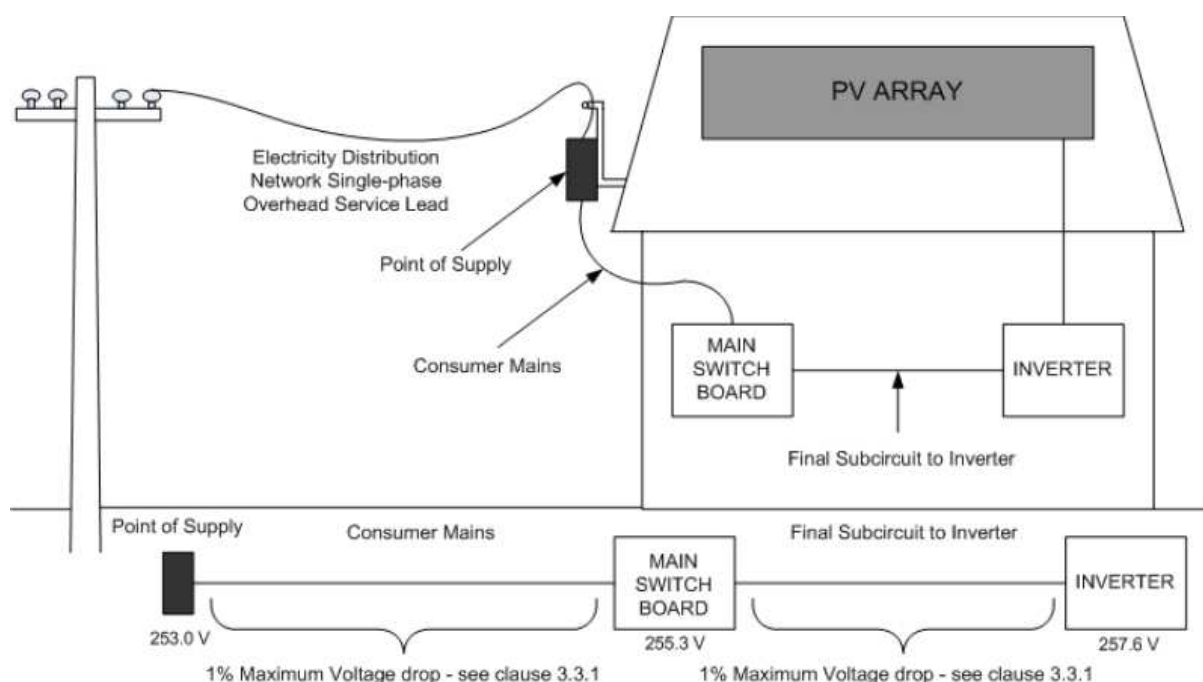 PV ARRAY
Electricity Distribution
Network Single-phase
Overhead Service Lead
Point of Supply
Consumer Mains
MAIN
SWITCH
BOARD
INVERTER
Final Subcircuit to Inverter
Point of Supply
Consumer Mains
Final Subcircuit to Inverter
MAIN
SWITCH
BOARD
INVERTER
253.0 V
255.3 V
257.6 V
1% Maximum Voltage drop - see clause 3.3.1
1% Maximum Voltage drop - see clause 3.3.1